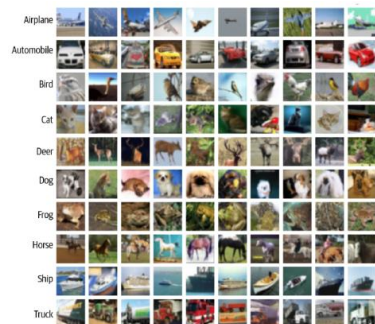 Airplane
Automobile
Bird
Cat
Deer
Dog
Frog
Horse
Ship
Truck